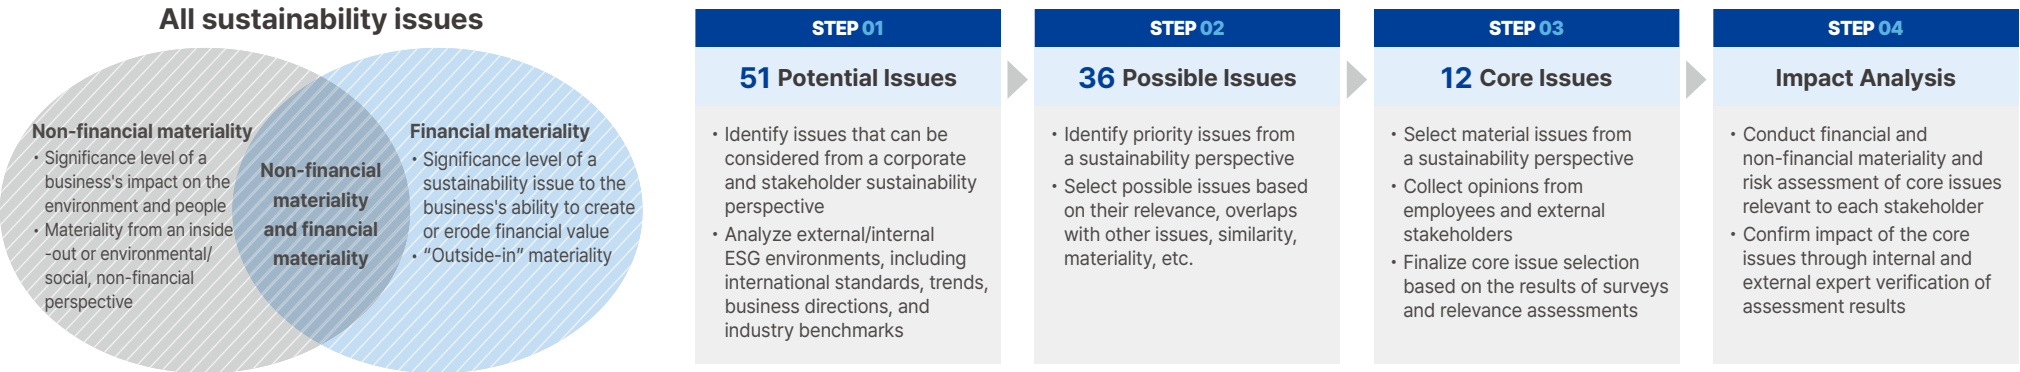 All sustainability issues
Non-financial materiality
• Significance level of a
business's impact on the
environment and people
• Materiality from an inside
-out or environmental/
social, non-financial
perspective
Non-financial
materiality
and financial
materiality
Financial materiality
• Significance level of a
sustainability issue to the
business's ability to create
or erode financial value
• “Outside-in” materiality
STEP 01
51 Potential Issues
• Identify issues that can be
considered from a corporate
and stakeholder sustainability
perspective
• Analyze external/internal
ESG environments, including
international standards, trends,
business directions, and
industry benchmarks
STEP 02
36 Possible Issues
• Identify priority issues from
a sustainability perspective
• Select possible issues based
on their relevance, overlaps
with other issues, similarity,
materiality, etc.
STEP 03
12 Core Issues
• Select material issues from
a sustainability perspective
• Collect opinions from
employees and external
stakeholders
• Finalize core issue selection
based on the results of surveys
and relevance assessments
STEP 04
Impact Analysis
• Conduct financial and
non-financial materiality and
risk assessment of core issues
relevant to each stakeholder
• Confirm impact of the core
issues through internal and
external expert verification of
assessment results